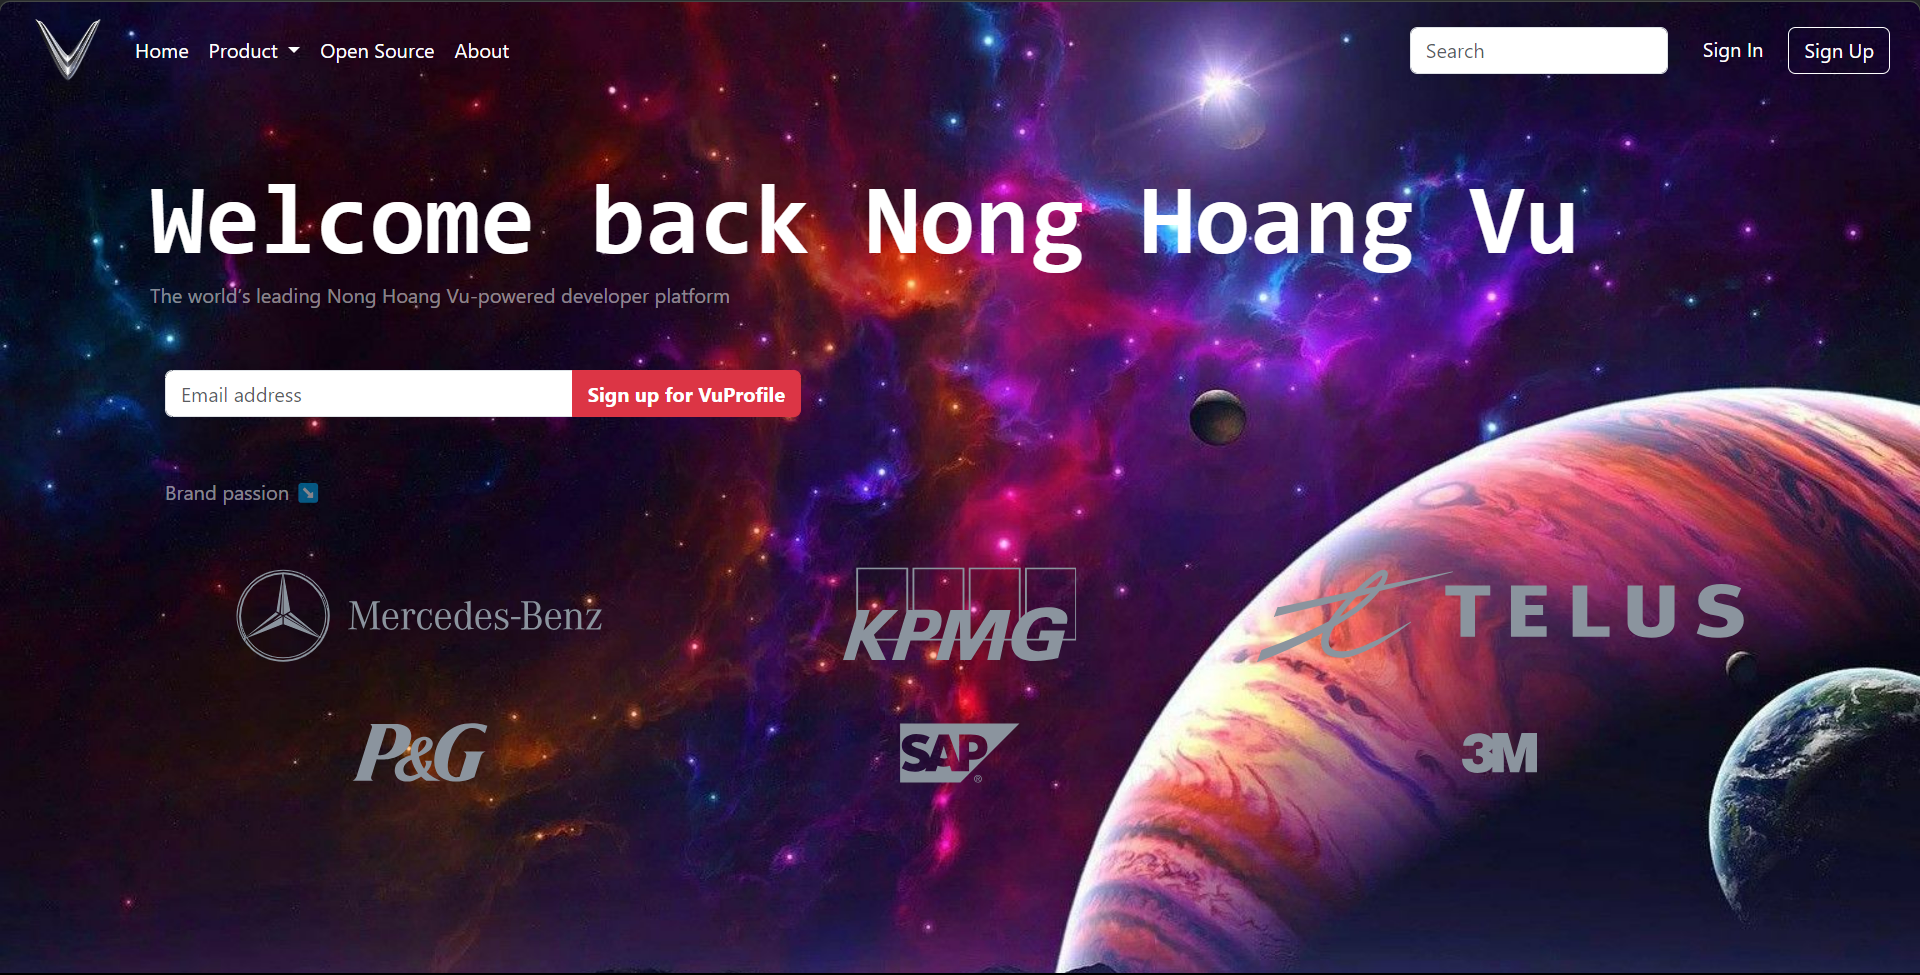 Home Product Open Source About Search Sign In Sign Up
Welcome back Nong Hoang Vu
The world's leading Nong Hoang Vu-powered developer platform
Email address Sign up for VuProfile
Brand passion
Mercedes-Benz KPMG TELUS
P&G SAP ® 3M